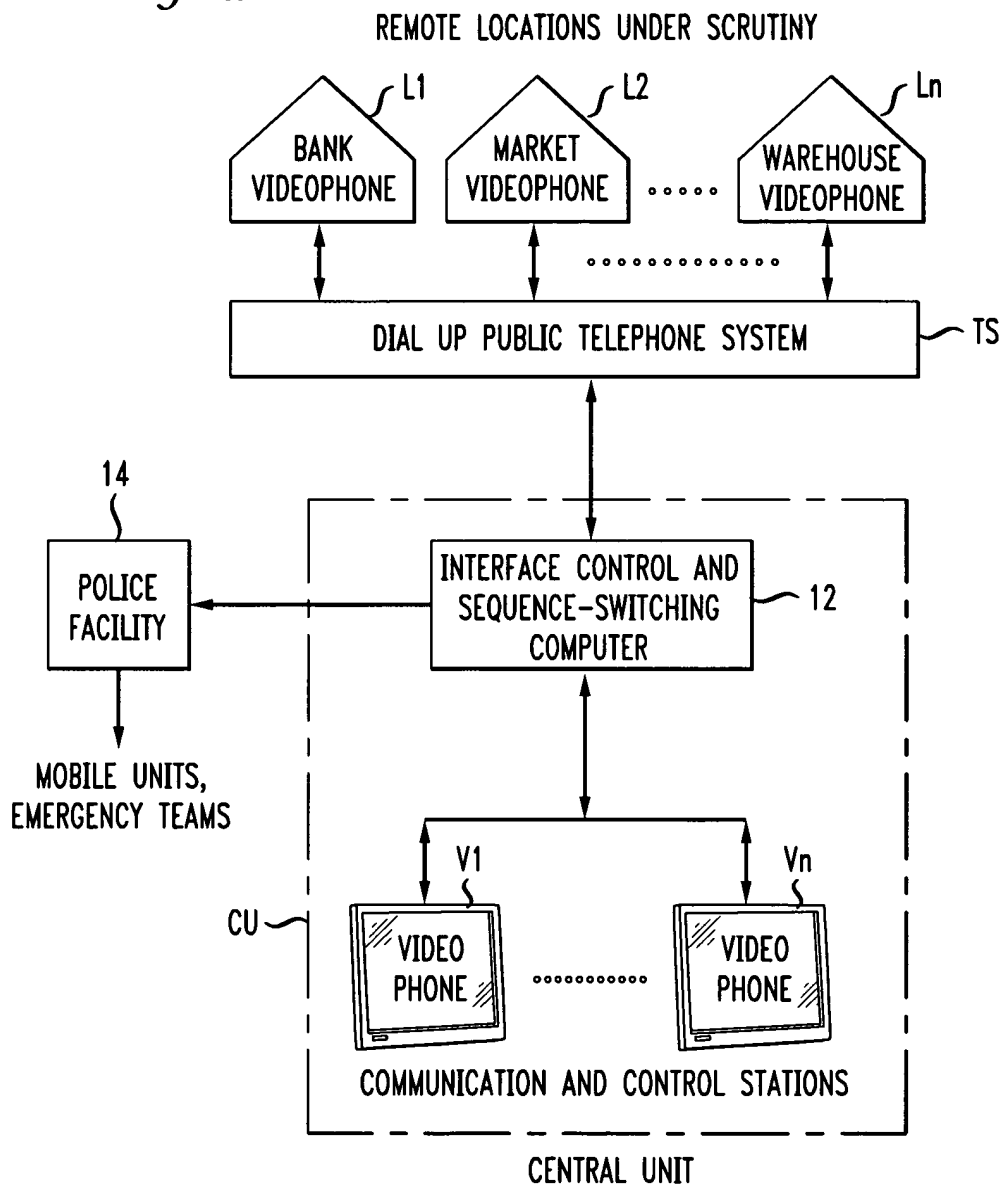 REMOTE LOCATIONS UNDER SCRUTINY
L1
L2
Ln
BANK
VIDEOPHONE
MARKET
VIDEOPHONE
WAREHOUSE
VIDEOPHONE
DIAL UP PUBLIC TELEPHONE SYSTEM
TS
14
POLICE
FACILITY
INTERFACE CONTROL AND
SEQUENCE-SWITCHING
COMPUTER
12
MOBILE UNITS,
EMERGENCY TEAMS
V1
Vn
CU
VIDEO
PHONE
VIDEO
PHONE
COMMUNICATION AND CONTROL STATIONS
CENTRAL UNIT